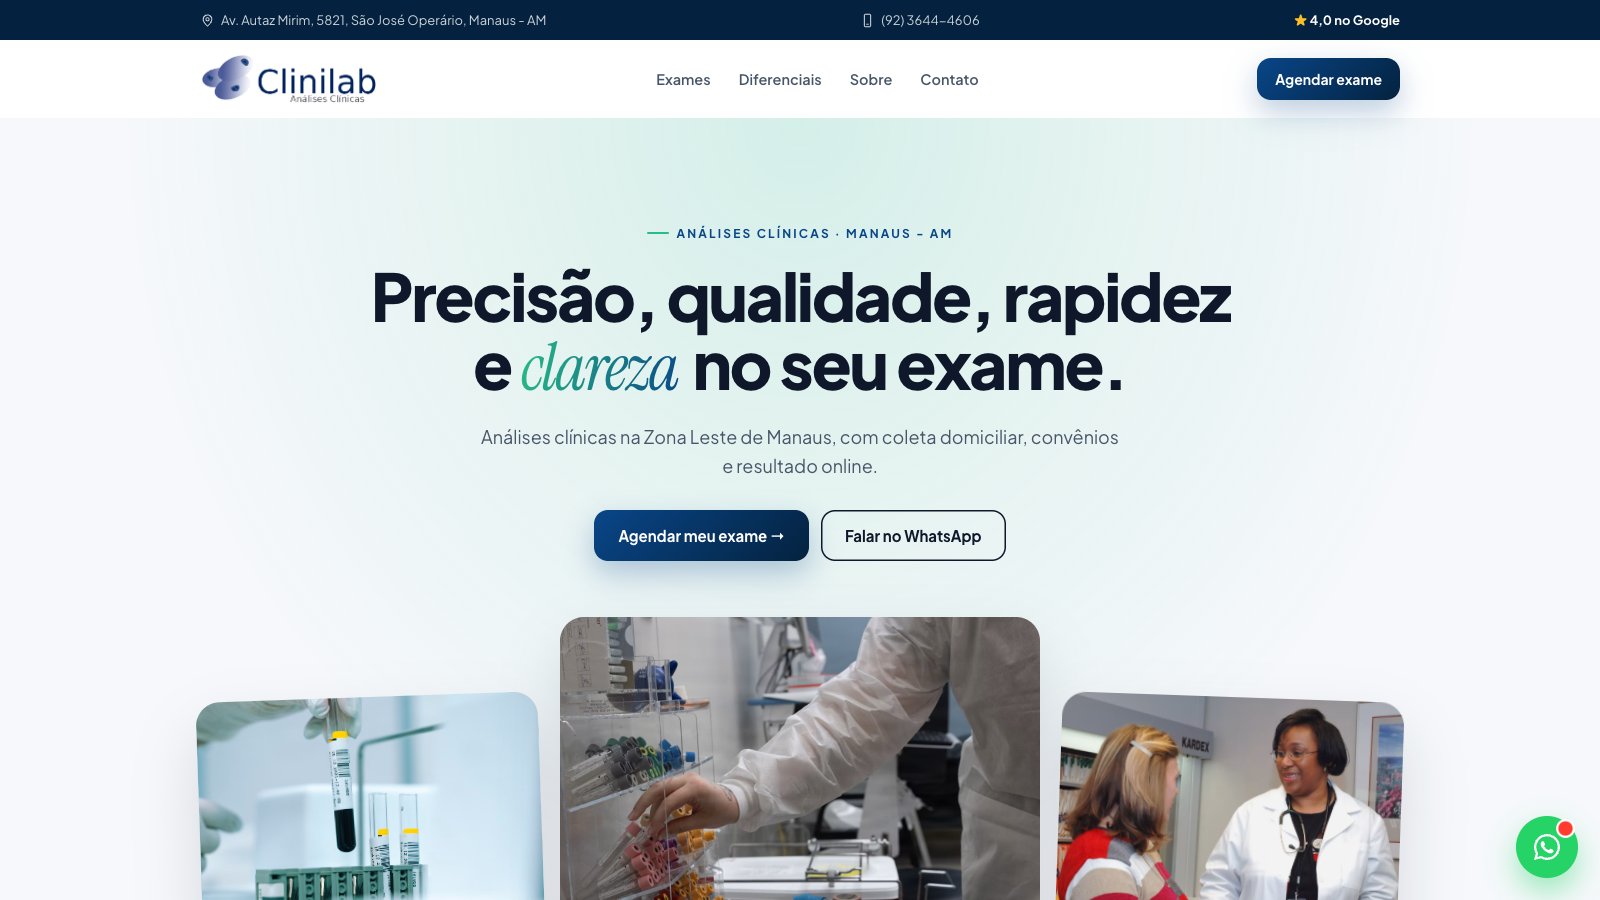 Av. Autaz Mirim, 5821, São José Operário, Manaus - AM
(92) 3644-4606
4,0 no Google
Clinilab
Análises Clínicas
Exames
Diferenciais
Sobre
Contato
Agendar exame
ANÁLISES CLÍNICAS · MANAUS - AM
Precisão, qualidade, rapidez
e clareza no seu exame.
Análises clínicas na Zona Leste de Manaus, com coleta domiciliar, convênios
e resultado online.
Agendar meu exame →
Falar no WhatsApp
KARDEX